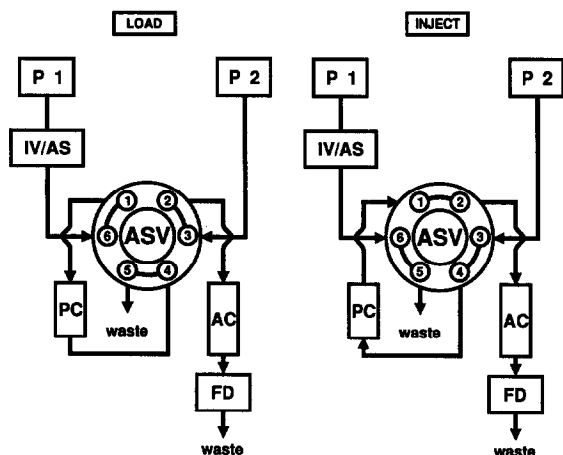 LOAD
INJECT
P 1
P 2
P 1
P 2
IV/AS
IV/AS
1
2
1
2
6
ASV
3
6
ASV
3
5
4
5
4
PC
AC
PC
AC
waste
waste
FD
FD
waste
waste